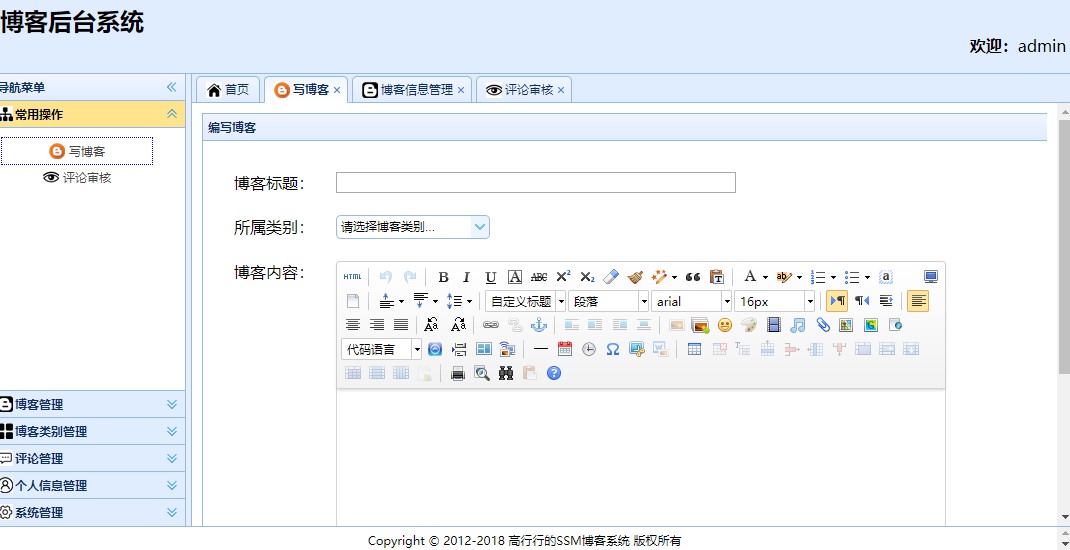 博客后台系统
欢迎：admin
导航菜单
首页 写博客 博客信息管理 评论审核
常用操作
编写博客
写博客
评论审核
博客标题：
所属类别： 请选择博客类别...
博客内容：
HTML B I U A ABC X² X₂ A ab a
自定义标题 段落 arial 16px
代码语言
博客管理
博客类别管理
评论管理
个人信息管理
系统管理
Copyright © 2012-2018 高行行的SSM博客系统 版权所有